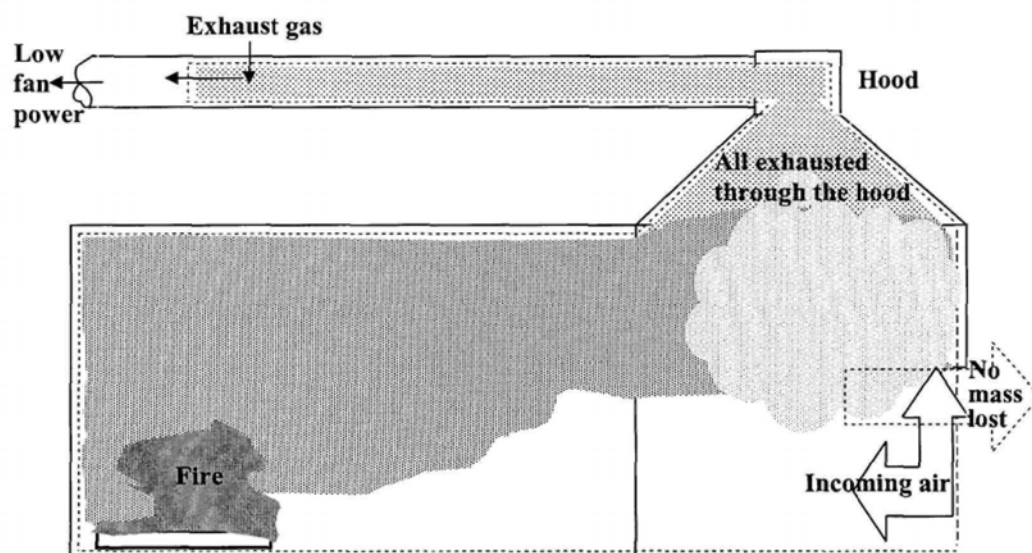 Exhaust gas
Low
fan
power
Hood
All exhausted
through the hood
No
mass
lost
Fire
Incoming air